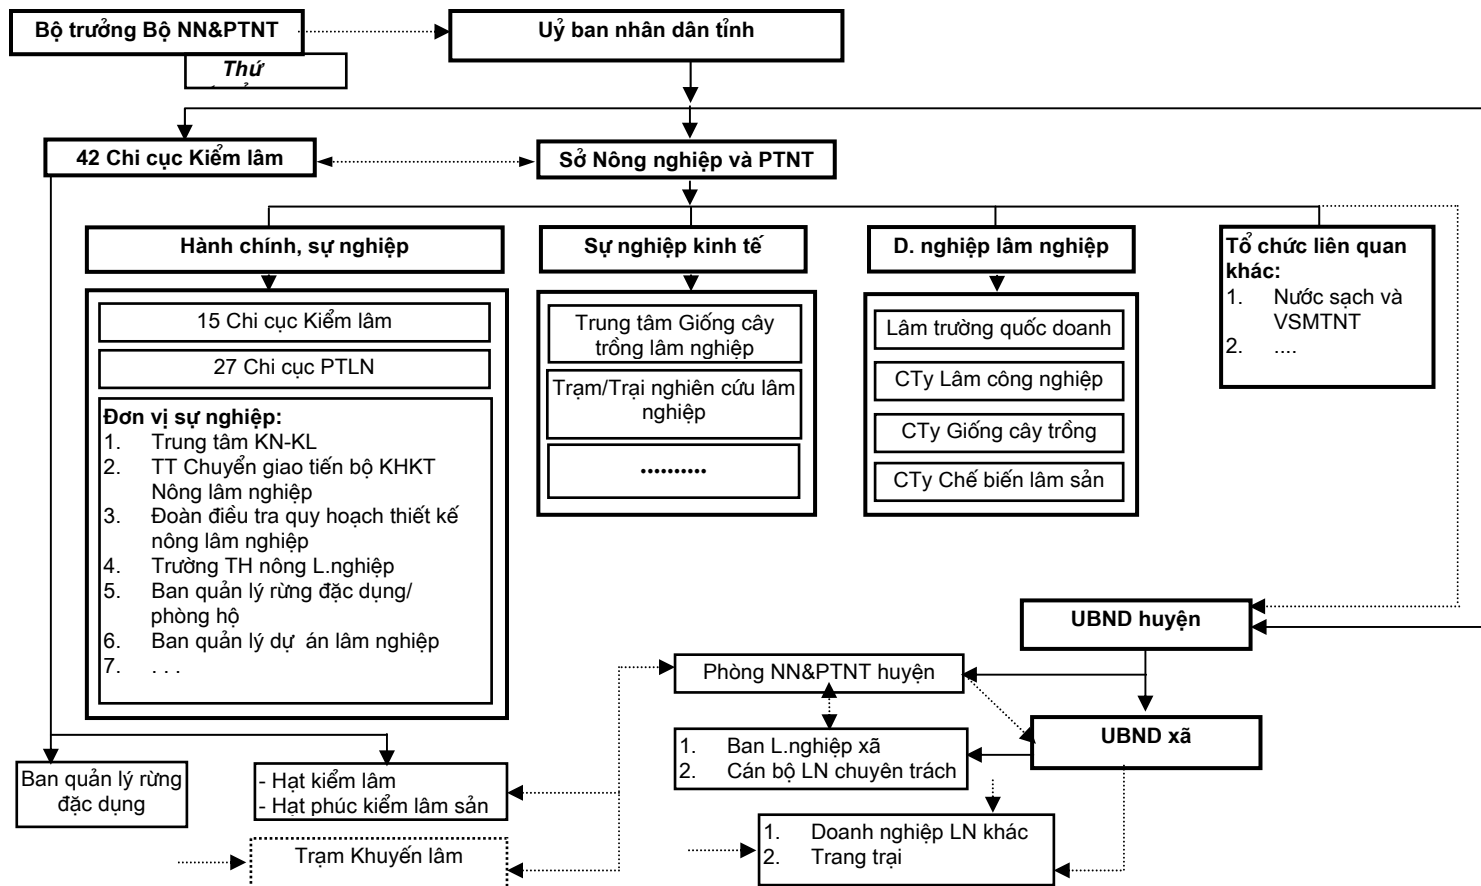 Bộ trưởng Bộ NN&PTNT
Uỷ ban nhân dân tỉnh
Thứ
42 Chi cục Kiểm lâm
Sở Nông nghiệp và PTNT
Hành chính, sự nghiệp
Sự nghiệp kinh tế
D. nghiệp lâm nghiệp
Tổ chức liên quan
khác:
1. Nước sạch và
VSMTNT
2. ....
15 Chi cục Kiểm lâm
27 Chi cục PTLN
Đơn vị sự nghiệp:
1. Trung tâm KN-KL
2. TT Chuyển giao tiến bộ KHKT
Nông lâm nghiệp
3. Đoàn điều tra quy hoạch thiết kế
nông lâm nghiệp
4. Trường TH nông L.nghiệp
5. Ban quản lý rừng đặc dụng/
phòng hộ
6. Ban quản lý dự án lâm nghiệp
7. . . .
Trung tâm Giống cây
trồng lâm nghiệp
Trạm/Trại nghiên cứu lâm
nghiệp
..........
Lâm trường quốc doanh
CTy Lâm công nghiệp
CTy Giống cây trồng
CTy Chế biến lâm sản
UBND huyện
Phòng NN&PTNT huyện
UBND xã
1. Ban L.nghiệp xã
2. Cán bộ LN chuyên trách
Ban quản lý rừng
đặc dụng
- Hạt kiểm lâm
- Hạt phúc kiểm lâm sản
Trạm Khuyến lâm
1. Doanh nghiệp LN khác
2. Trang trại